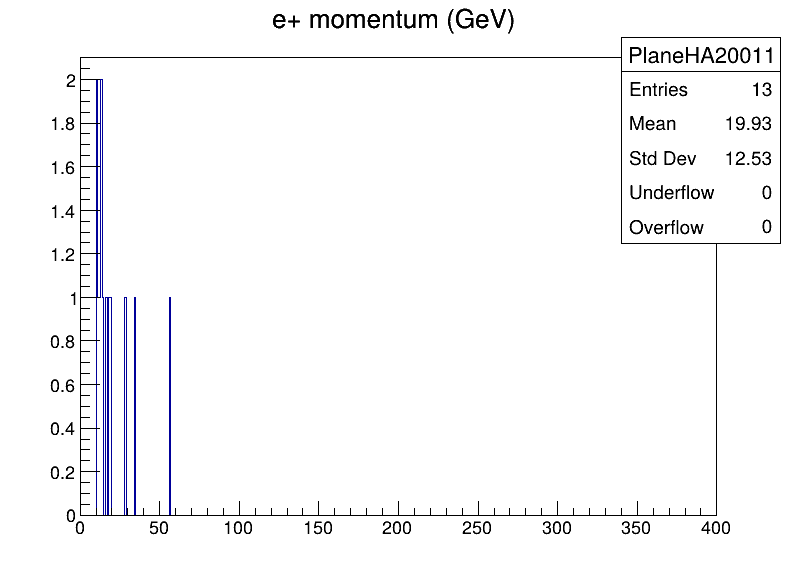 e+ momentum (GeV)
PlaneHA20011
Entries 13
Mean 19.93
Std Dev 12.53
Underflow 0
Overflow 0
2
1.8
1.6
1.4
1.2
1
0.8
0.6
0.4
0.2
0
0 50 100 150 200 250 300 350 400